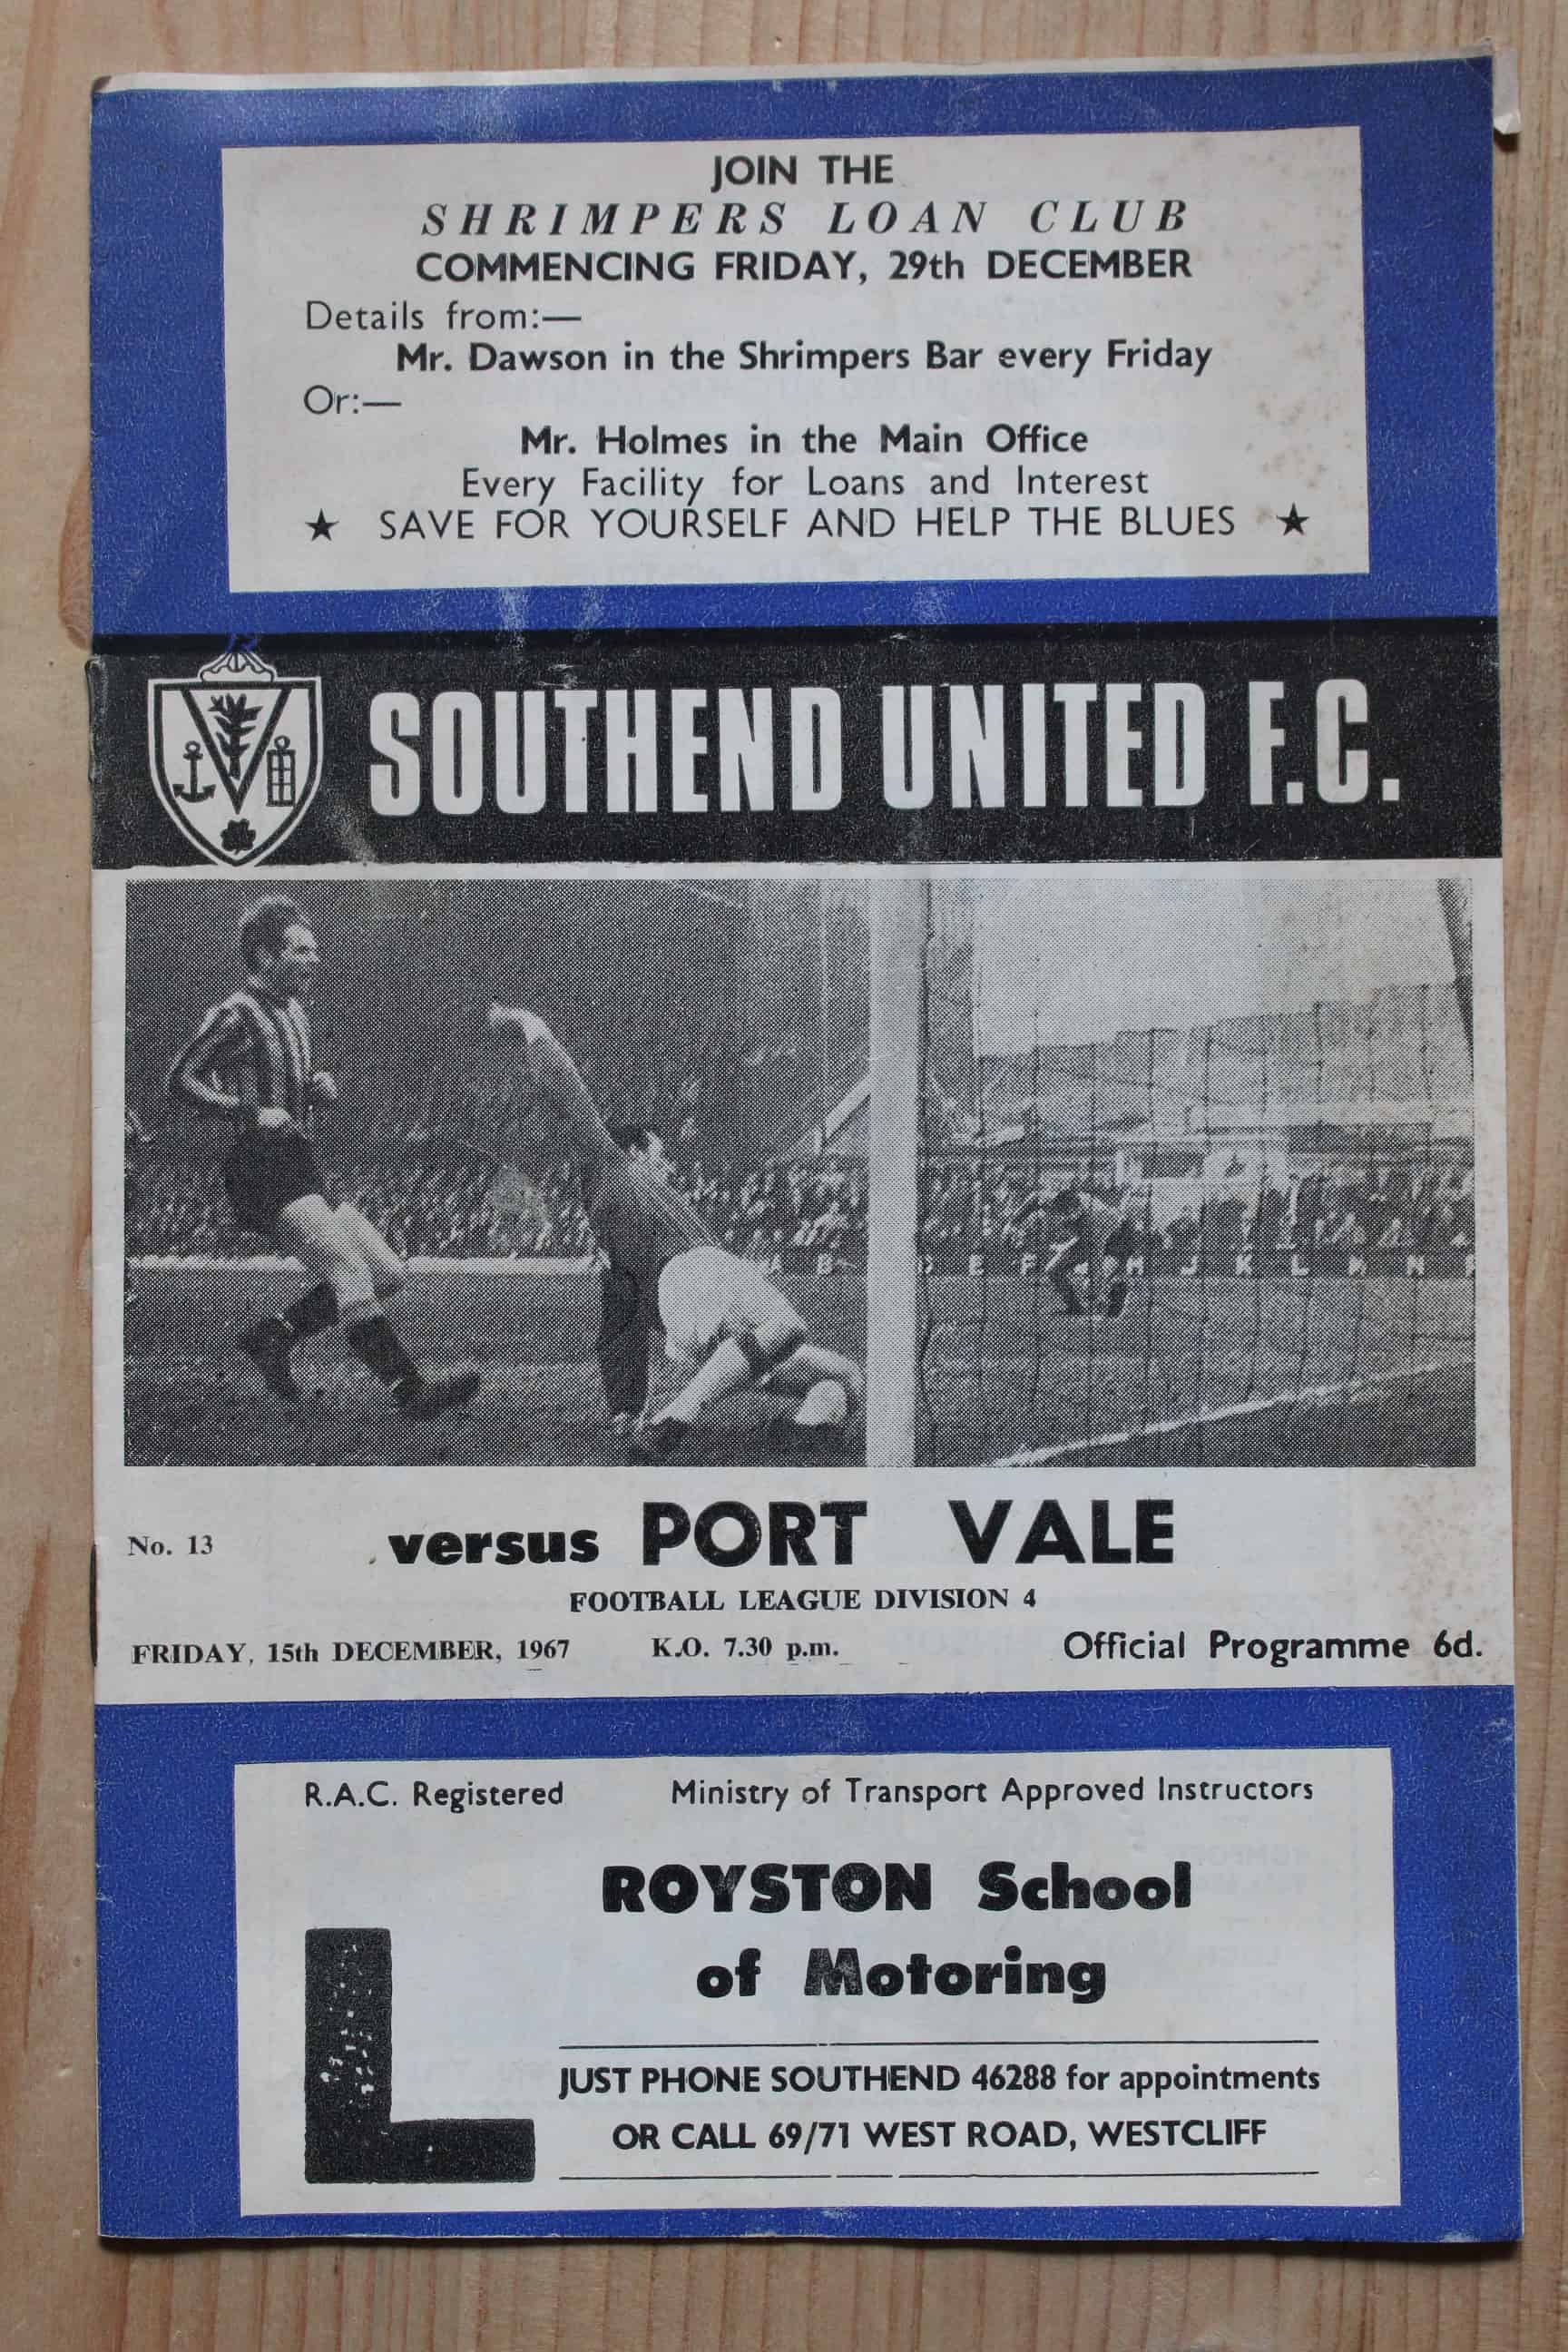 JOIN THE
SHRIMPERS LOAN CLUB
COMMENCING FRIDAY, 29th DECEMBER
Details from:—
Mr. Dawson in the Shrimpers Bar every Friday
Or:—
Mr. Holmes in the Main Office
Every Facility for Loans and Interest
★ SAVE FOR YOURSELF AND HELP THE BLUES ★
SOUTHEND UNITED F.C.
A B D E F H J K L M N
No. 13
versus PORT VALE
FOOTBALL LEAGUE DIVISION 4
FRIDAY, 15th DECEMBER, 1967 K.O. 7.30 p.m. Official Programme 6d.
R.A.C. Registered Ministry of Transport Approved Instructors
ROYSTON School
of Motoring
L
JUST PHONE SOUTHEND 46288 for appointments
OR CALL 69/71 WEST ROAD, WESTCLIFF